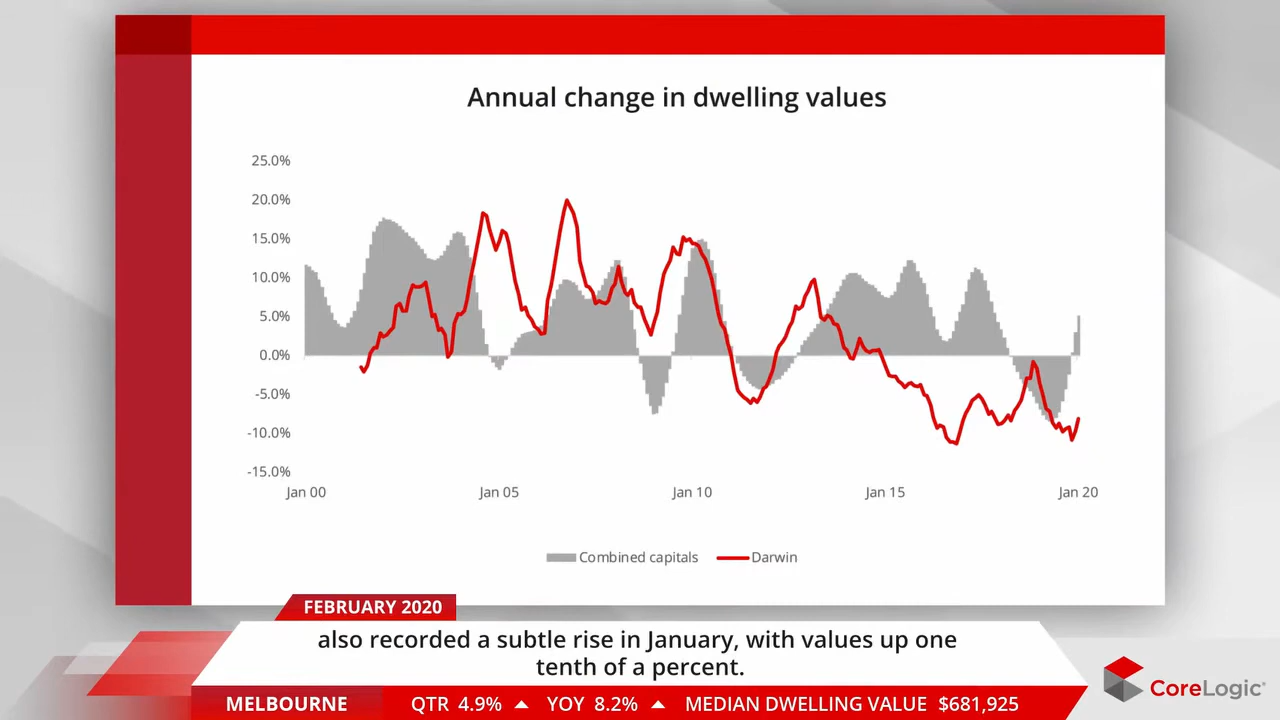 Annual change in dwelling values
25.0%
20.0%
15.0%
10.0%
5.0%
0.0%
-5.0%
-10.0%
-15.0%
Jan 00 Jan 05 Jan 10 Jan 15 Jan 20
Combined capitals Darwin
FEBRUARY 2020
also recorded a subtle rise in January, with values up one
tenth of a percent.
CoreLogic®
MELBOURNE QTR 4.9% YOY 8.2% MEDIAN DWELLING VALUE $681,925